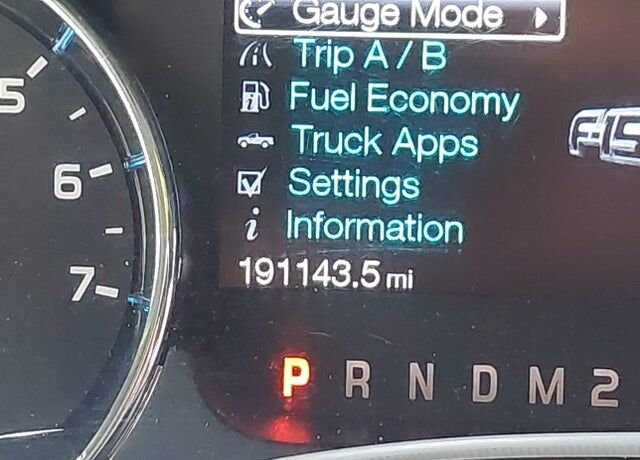 Gauge Mode
Trip A / B
Fuel Economy
Truck Apps
Settings
i Information
191143.5 mi
5
6
7
P R N D M 2